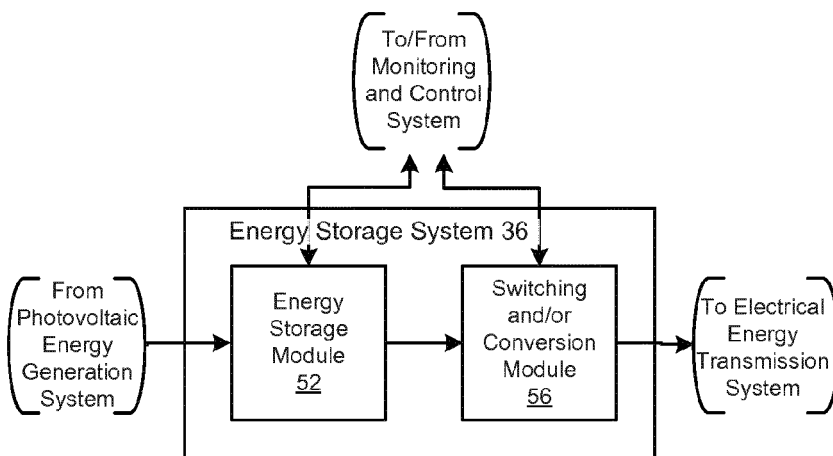 To/From
Monitoring
and Control
System
Energy Storage System 36
From
Photovoltaic
Energy
Generation
System
Energy
Storage
Module
52
Switching
and/or
Conversion
Module
56
To Electrical
Energy
Transmission
System